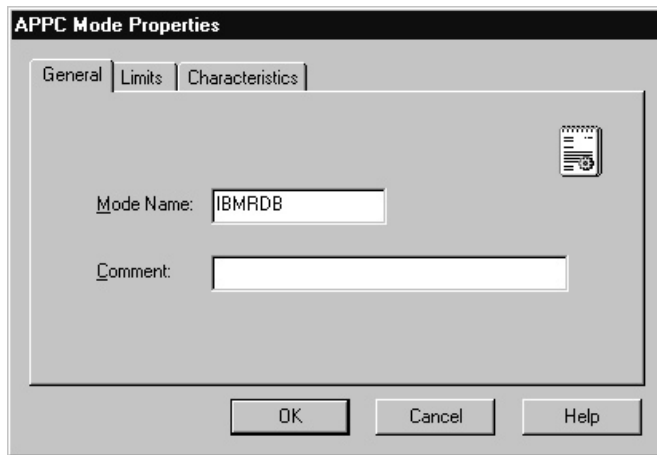 APPC Mode Properties
General Limits Characteristics
Mode Name: IBMRDB
Comment:
OK Cancel Help